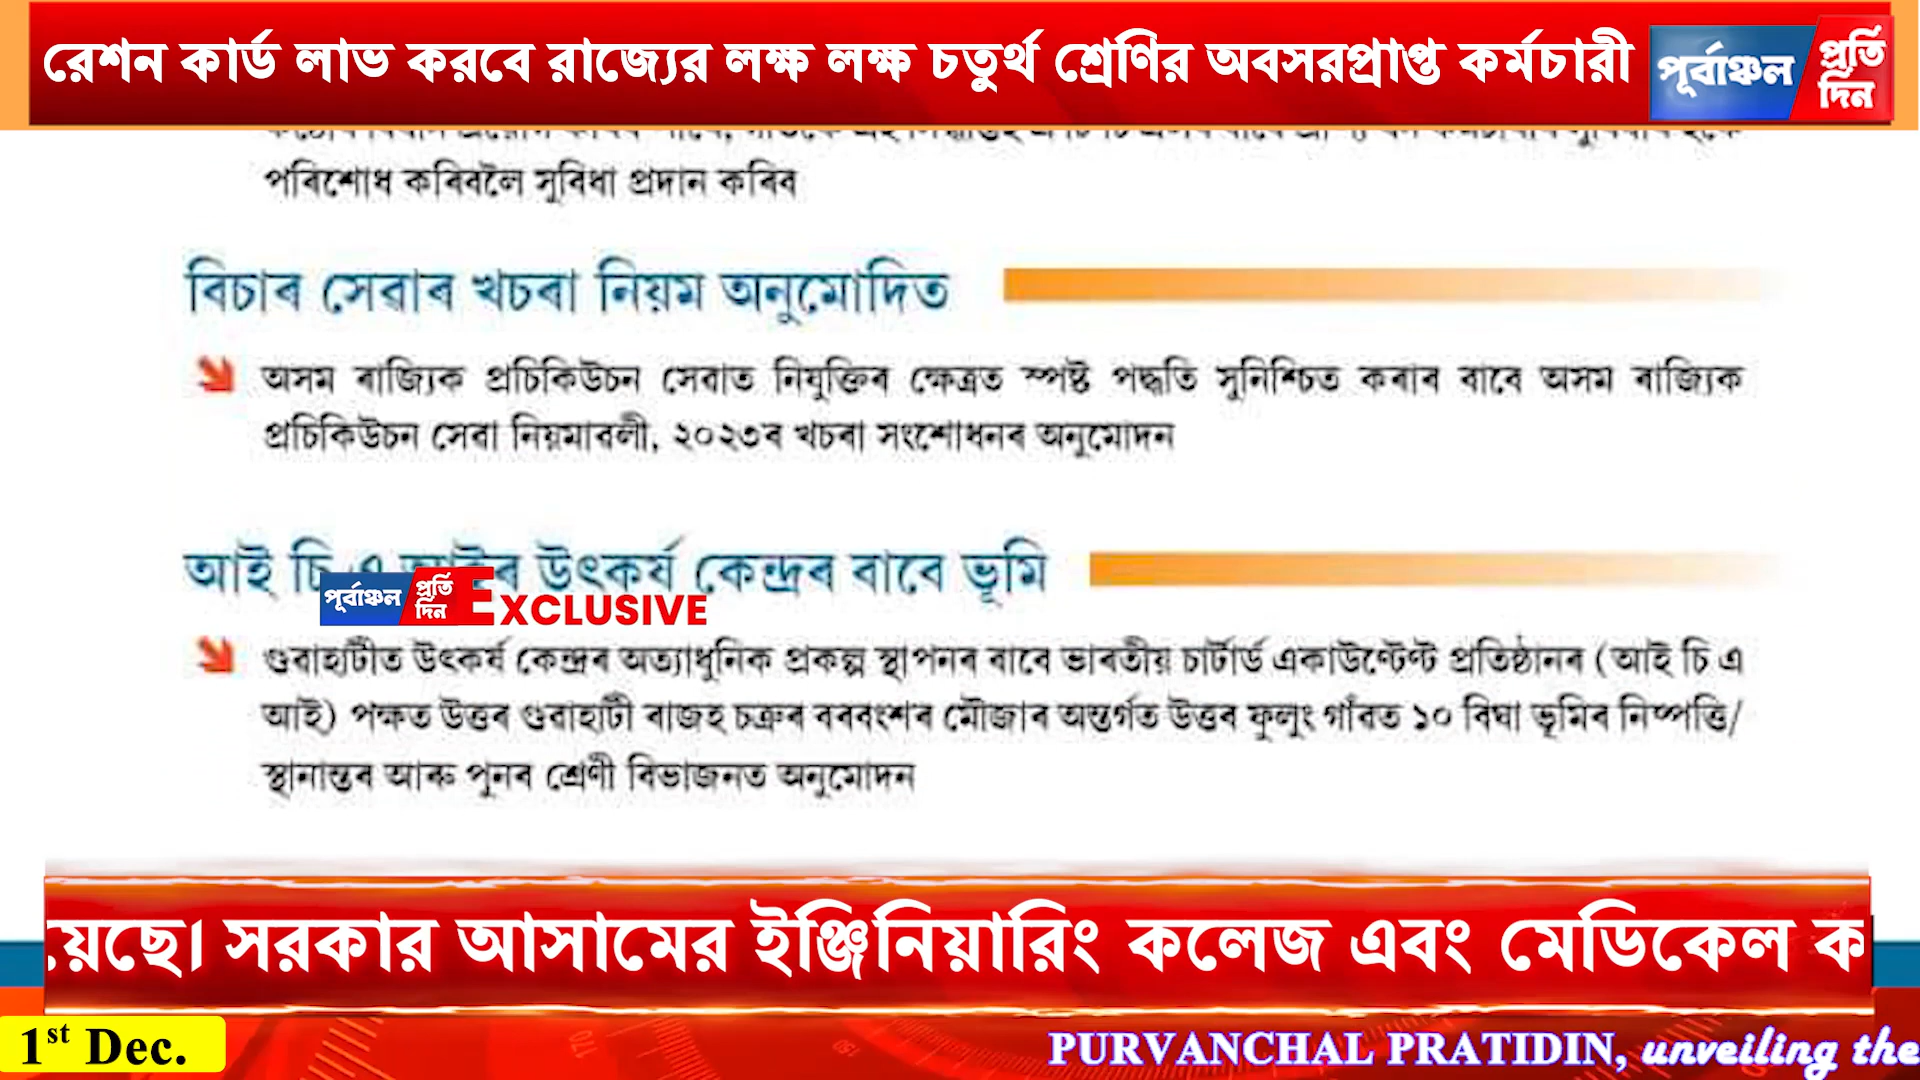 রেশন কার্ড লাভ করবে রাজ্যের লক্ষ লক্ষ চতুর্থ শ্রেণির অবসরপ্রাপ্ত কর্মচারী
পূর্বাঞ্চল প্রতিদিন
পৰিশোধ কৰিবলৈ সুবিধা প্ৰদান কৰিব
বিচাৰ সেৱাৰ খচৰা নিয়ম অনুমোদিত
অসম ৰাজ্যিক প্ৰচিকিউচন সেৱাত নিযুক্তিৰ ক্ষেত্ৰত স্পষ্ট পদ্ধতি সুনিশ্চিত কৰাৰ বাবে অসম ৰাজ্যিক
প্ৰচিকিউচন সেৱা নিয়মাৱলী, ২০২৩ৰ খচৰা সংশোধনৰ অনুমোদন
আই চি এ আইৰ উৎকৰ্ষ কেন্দ্ৰৰ বাবে ভূমি
পূর্বাঞ্চল প্রতিদিন EXCLUSIVE
গুৱাহাটীত উৎকৰ্ষ কেন্দ্ৰৰ অত্যাধুনিক প্ৰকল্প স্থাপনৰ বাবে ভাৰতীয় চাৰ্টাৰ্ড একাউণ্টেণ্ট প্ৰতিষ্ঠানৰ (আই চি এ
আই) পক্ষত উত্তৰ গুৱাহাটী ৰাজহ চক্ৰৰ বৰবংশৰ মৌজাৰ অন্তৰ্গত উত্তৰ ফুলুং গাঁৱত ১০ বিঘা ভূমিৰ নিষ্পত্তি/
স্থানান্তৰ আৰু পুনৰ শ্ৰেণী বিভাজনত অনুমোদন
য়েছে। সরকার আসামের ইঞ্জিনিয়ারিং কলেজ এবং মেডিকেল ক
1st Dec.
PURVANCHAL PRATIDIN, unveiling the